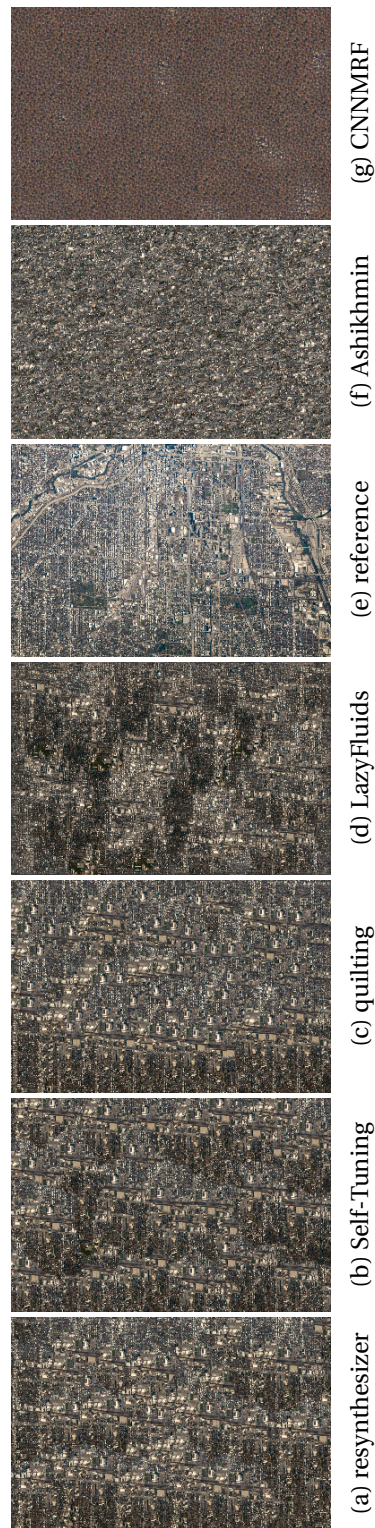 (g) CNNMRF
(f) Ashikhmin
(e) reference
(d) LazyFluids
(c) quilting
(b) Self-Tuning
(a) resynthesizer